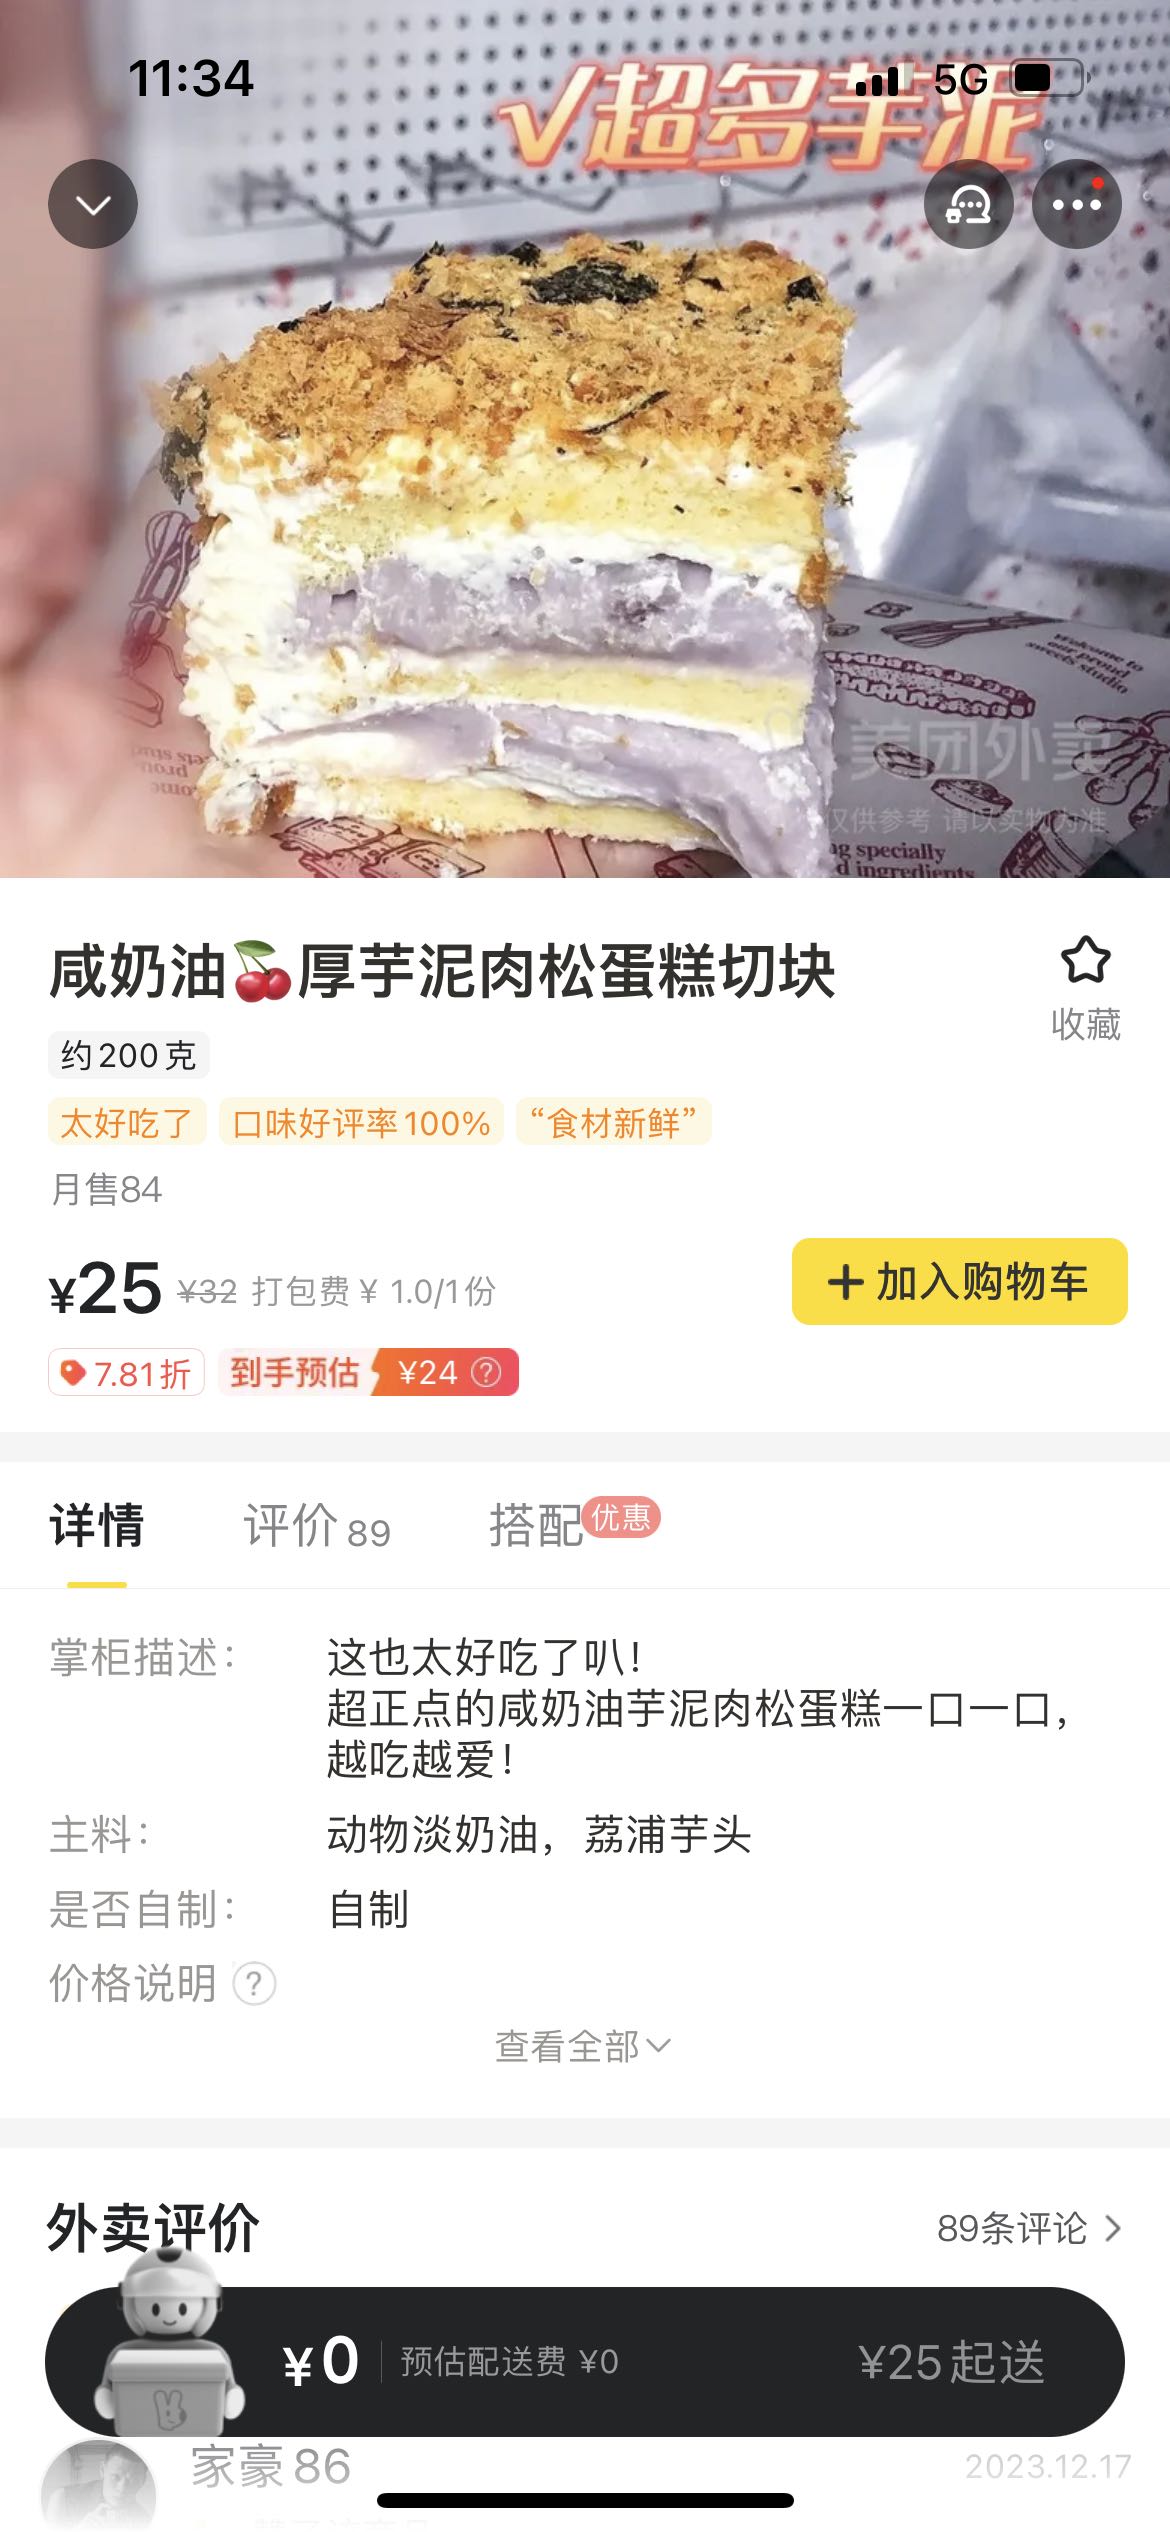 11:34
5G
√超多芋泥
Welcome to
our proud
sweets studio
美团外卖
仅供参考 请以实物为准
ng specially
d ingredients
咸奶油🍒厚芋泥肉松蛋糕切块
收藏
约200克
太好吃了 口味好评率100% “食材新鲜”
月售84
¥25 ¥32 打包费 ¥ 1.0/1份
+ 加入购物车
7.81折 到手预估 ¥24 ?
详情 评价 89 搭配 优惠
掌柜描述： 这也太好吃了叭！
超正点的咸奶油芋泥肉松蛋糕一口一口，
越吃越爱！
主料： 动物淡奶油，荔浦芋头
是否自制： 自制
价格说明 ?
查看全部
外卖评价 89条评论 >
¥0 预估配送费 ¥0 ¥25起送
家豪86 2023.12.17